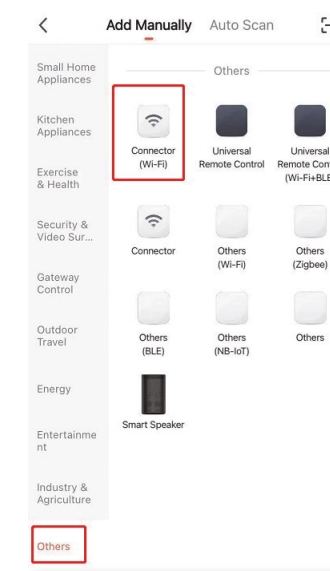 Add Manually Auto Scan
Small Home
Appliances
Kitchen
Appliances
Exercise
& Health
Security &
Video Sur...
Gateway
Control
Outdoor
Travel
Energy
Entertainme
nt
Industry &
Agriculture
Others
Others
Connector
(Wi-Fi)
Universal
Remote Control
Universal
Remote Con
(Wi-Fi+BLE
Connector
Others
(Wi-Fi)
Others
(Zigbee)
Others
(BLE)
Others
(NB-IoT)
Others
Smart Speaker